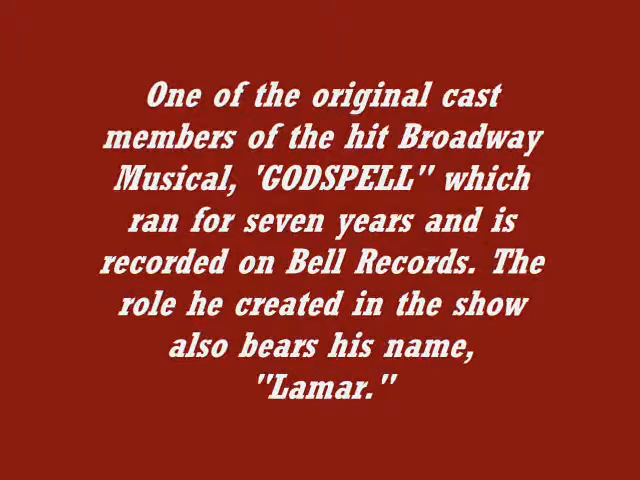 One of the original cast
members of the hit Broadway
Musical, 'GODSPELL" which
ran for seven years and is
recorded on Bell Records. The
role he created in the show
also bears his name,
"Lamar."